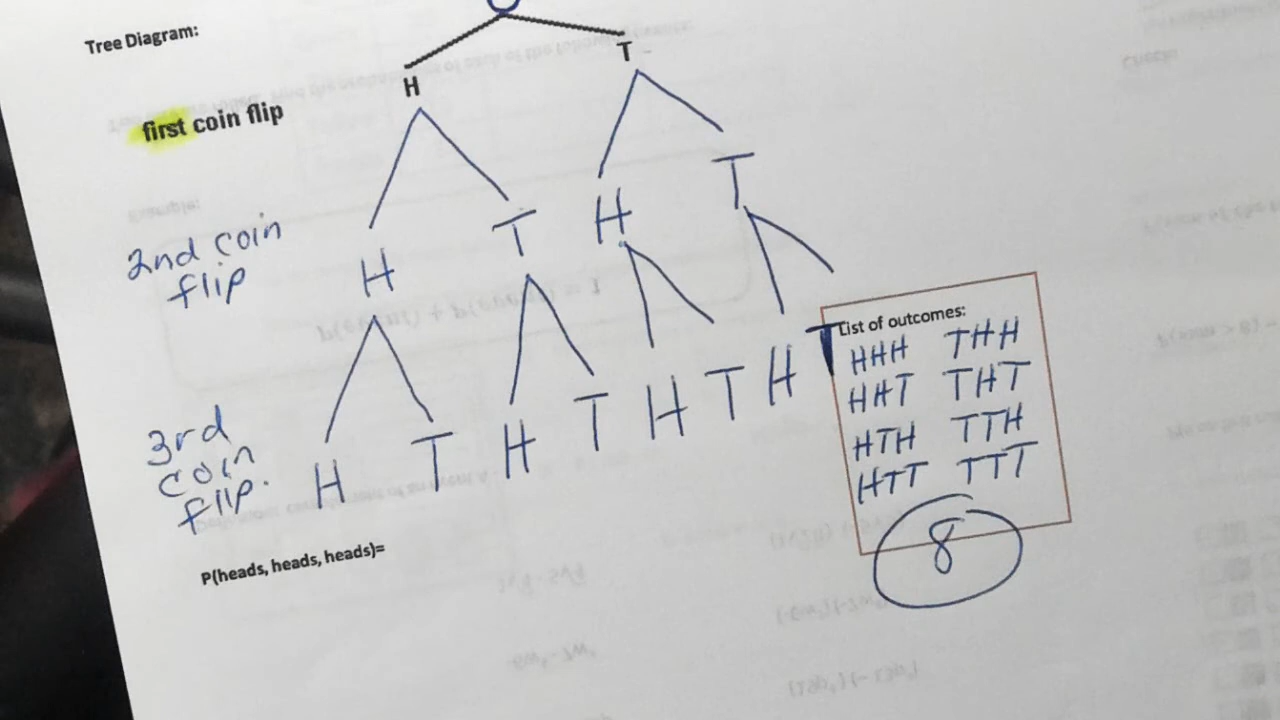 Tree Diagram:
H T
first coin flip
2nd coin
flip
H T H T
3rd
coin
flip.
H T H T H T H T
List of outcomes:
HHH THH
HHT THT
HTH TTH
HTT TTT
8
P(heads, heads, heads)=